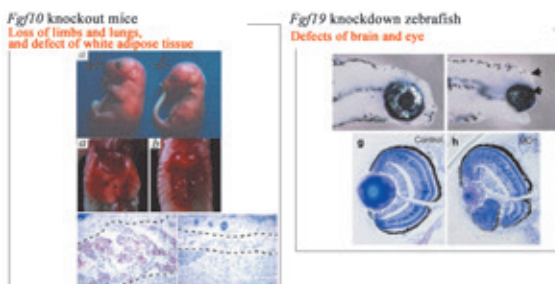 Fgf10 knockout mice
Loss of limbs and lungs,
and defect of white adipose tissue
a
a
b
Fgf19 knockdown zebrafish
Defects of brain and eye
g
Control
h